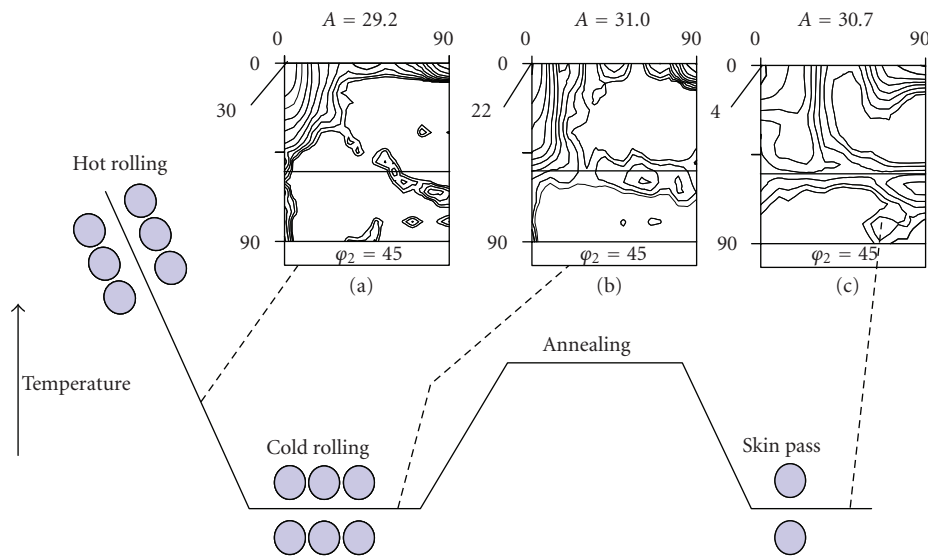 A = 29.2
A = 31.0
A = 30.7
0 90
0 90
0 90
0
30
90
0
22
90
0
4
90
φ₂ = 45
φ₂ = 45
φ₂ = 45
(a)
(b)
(c)
Hot rolling
Temperature
Annealing
Cold rolling
Skin pass